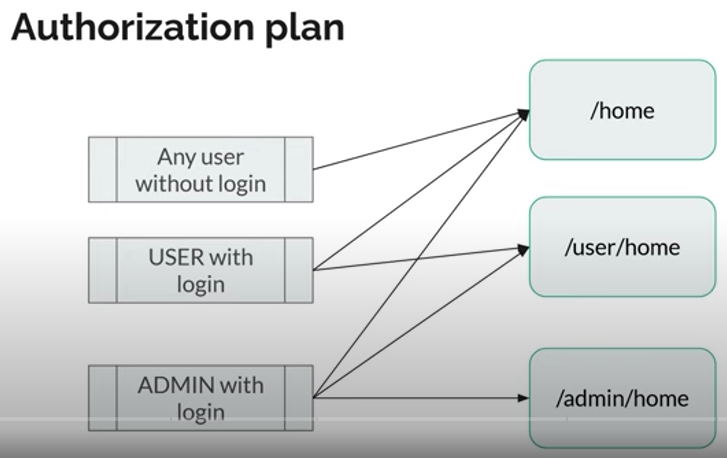 Authorization plan
/home
Any user
without login
USER with
login
/user/home
ADMIN with
login
/admin/home